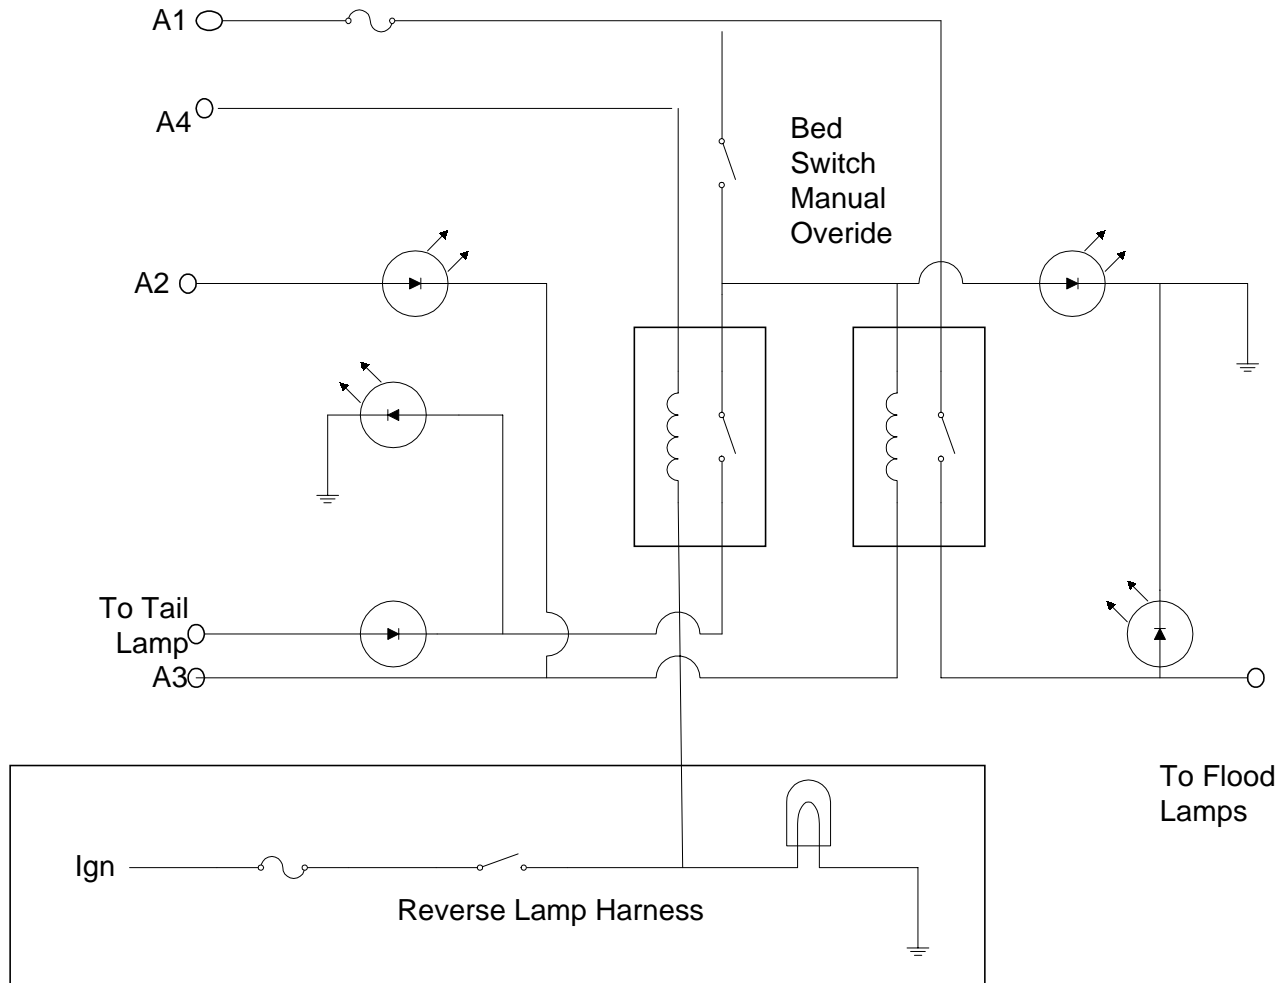 A1
A4
Bed
Switch
Manual
Overide
A2
To Tail
Lamp
A3
To Flood
Lamps
Ign
Reverse Lamp Harness